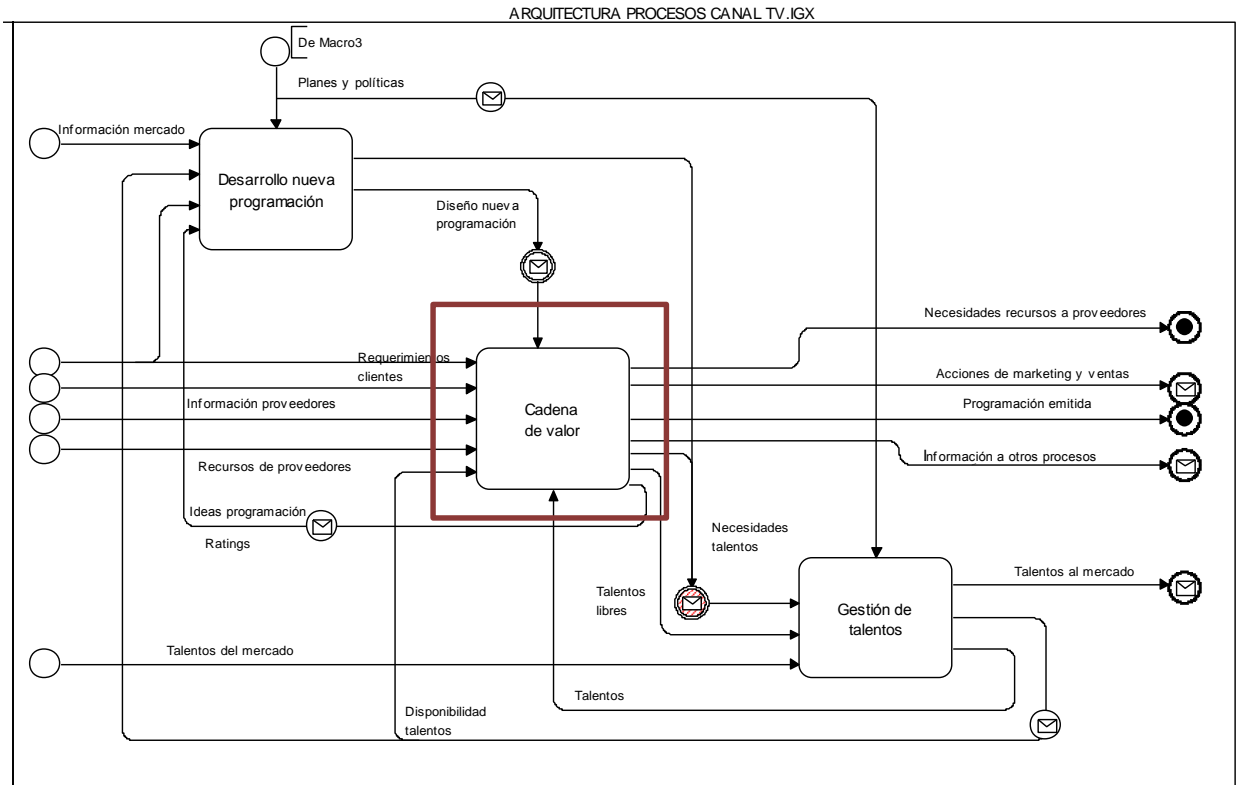 ARQUITECTURA PROCESOS CANAL TV.IGX
De Macro3
Planes y políticas
Información mercado
Desarrollo nueva
programación
Diseño nueva
programación
Necesidades recursos a proveedores
Requerimientos
clientes
Acciones de marketing y ventas
Información proveedores
Cadena
de valor
Programación emitida
Información a otros procesos
Recursos de proveedores
Ideas programación
Ratings
Necesidades
talentos
Talentos al mercado
Talentos
libres
Gestión de
talentos
Talentos del mercado
Talentos
Disponibilidad
talentos